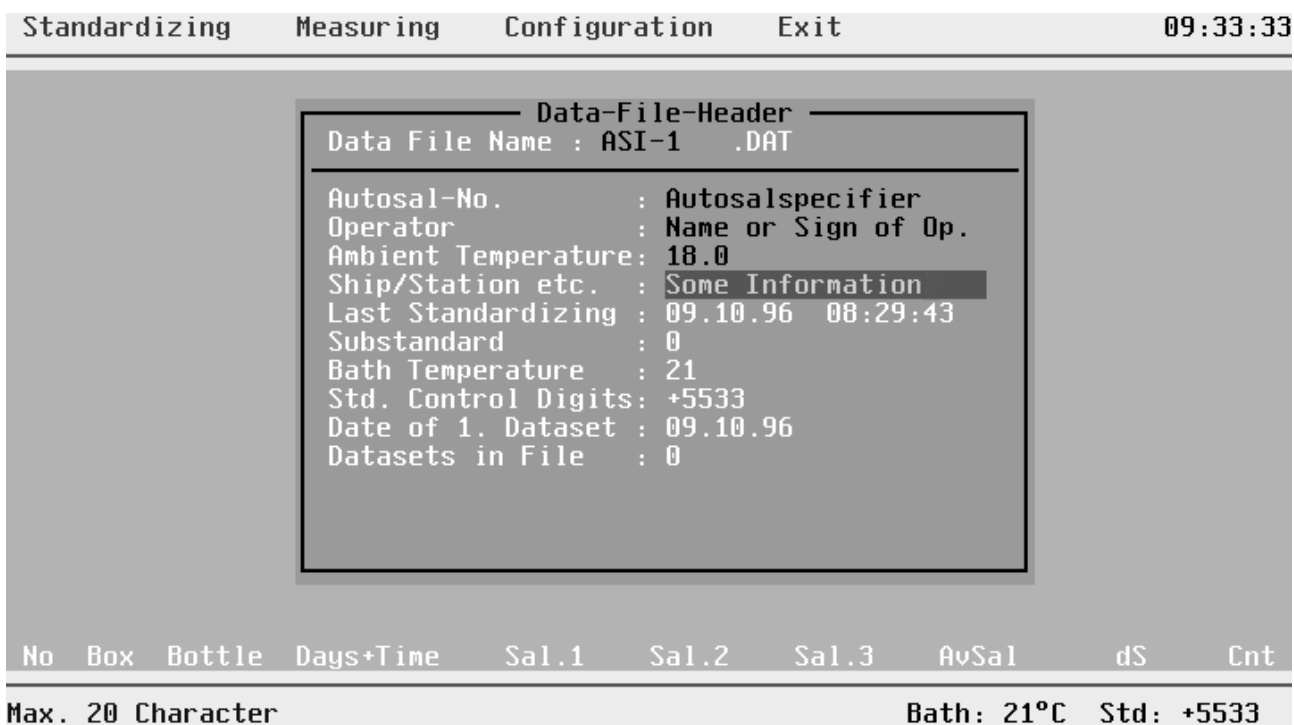 Standardizing Measuring Configuration Exit 09:33:33
Data-File-Header
Data File Name : ASI-1 .DAT
Autosal-No. : Autosalspecifier
Operator : Name or Sign of Op.
Ambient Temperature: 18.0
Ship/Station etc. : Some Information
Last Standardizing : 09.10.96 08:29:43
Substandard : 0
Bath Temperature : 21
Std. Control Digits: +5533
Date of 1. Dataset : 09.10.96
Datasets in File : 0
No Box Bottle Days+Time Sal.1 Sal.2 Sal.3 AvSal dS Cnt
Max. 20 Character Bath: 21°C Std: +5533